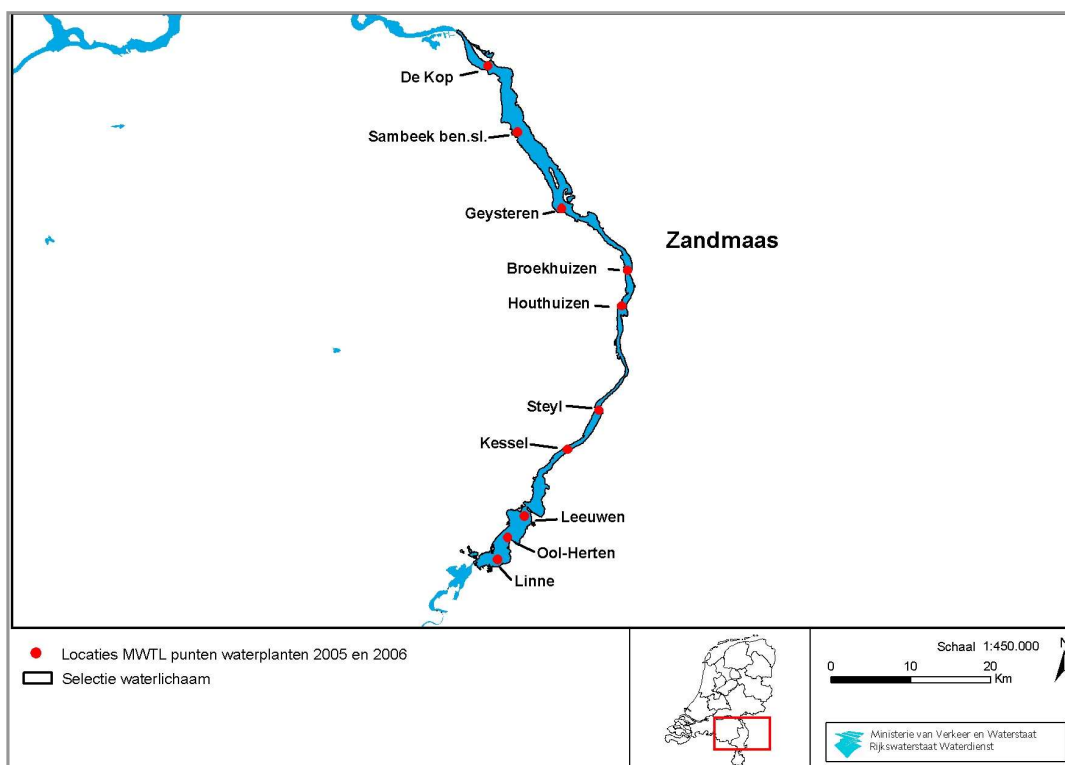 De Kop
Sambeek ben.sl.
Geysteren
Zandmaas
Broekhuizen
Houthuizen
Steyl
Kessel
Leeuwen
Ool-Herten
Linne
Locaties MWTL punten waterplanten 2005 en 2006
Selectie waterlichaam
Schaal 1:450.000
N
0 10 20
Km
Ministerie van Verkeer en Waterstaat
Rijkswaterstaat Waterdienst